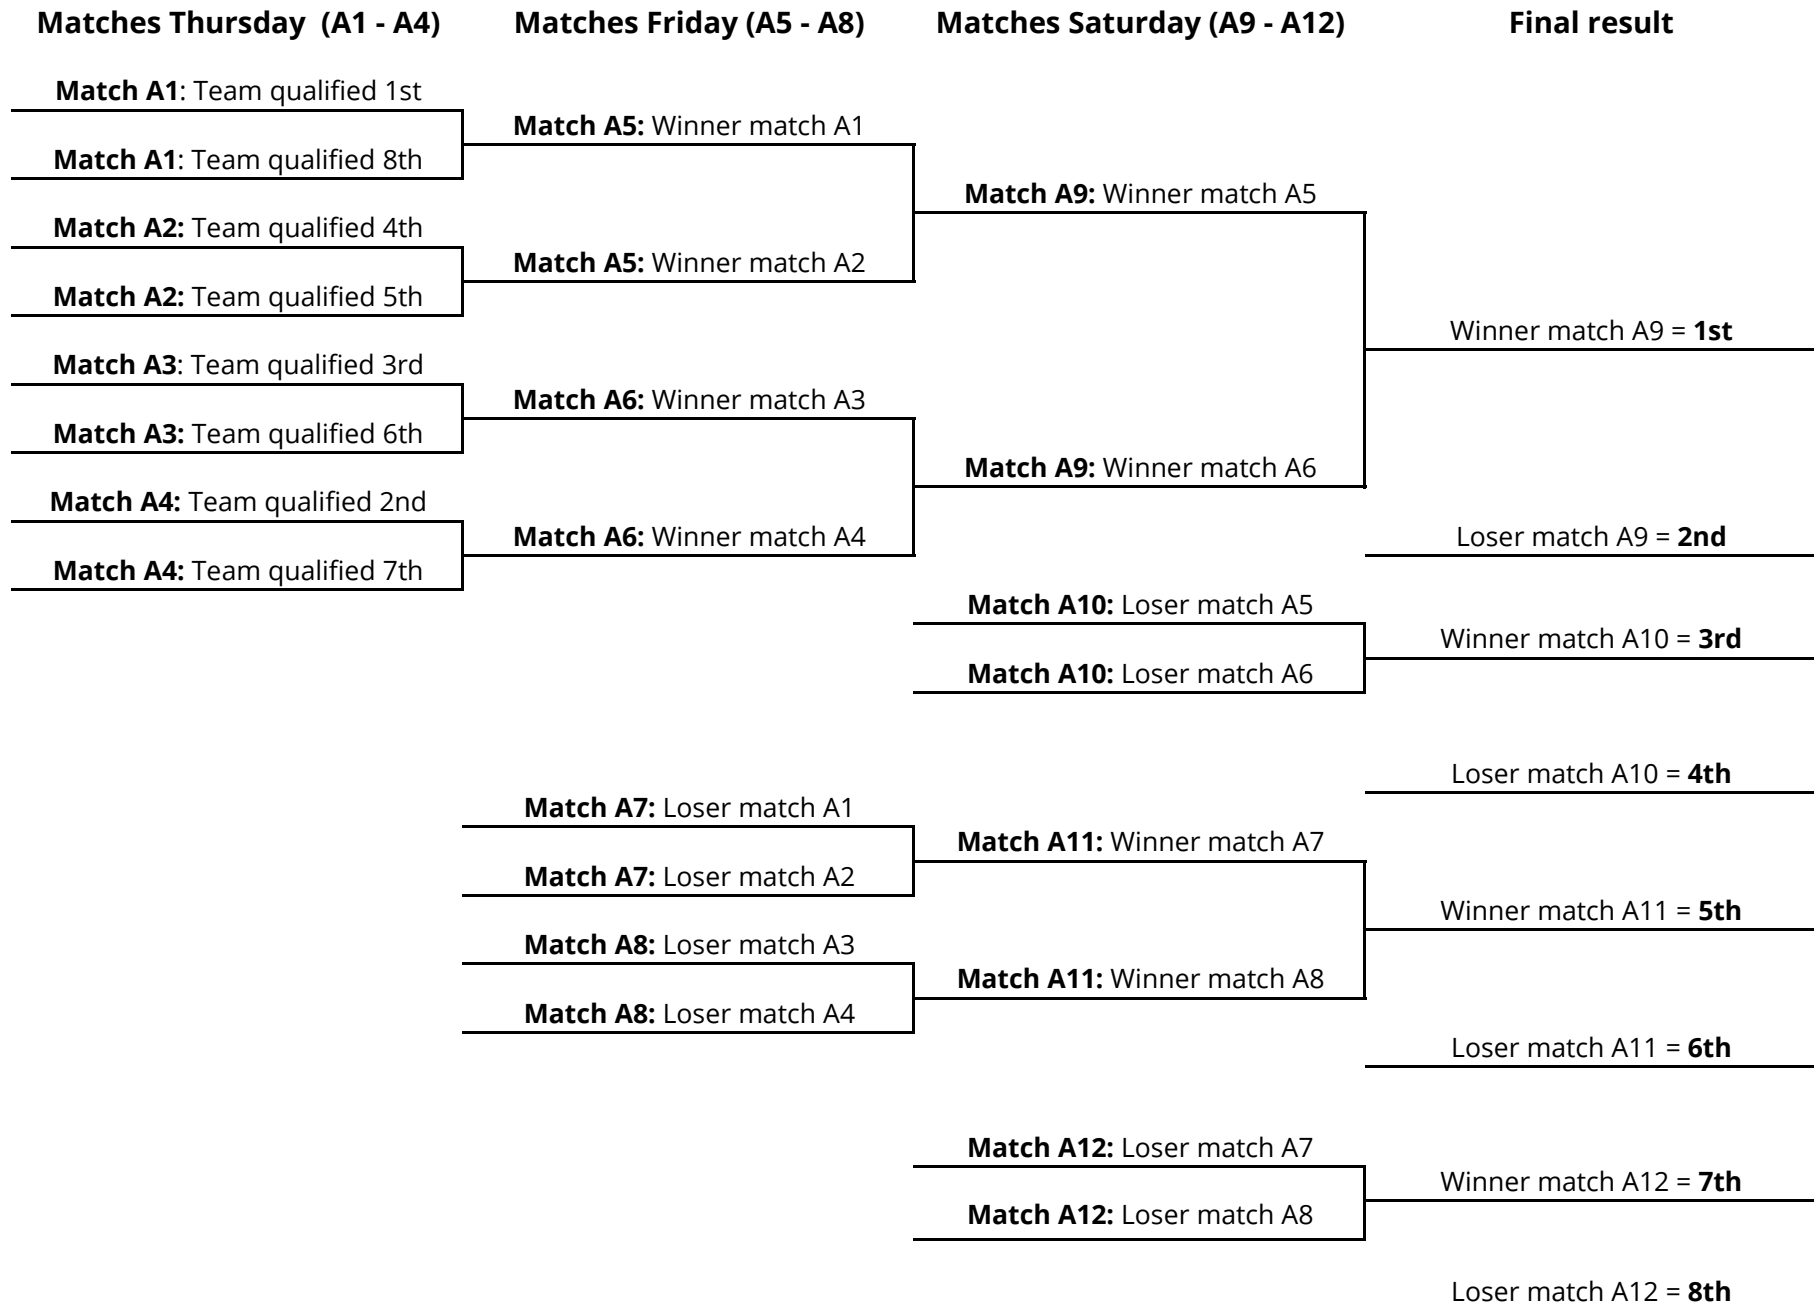 Matches Thursday  (A1 - A4)
Matches Friday (A5 - A8)
Matches Saturday (A9 - A12)
Final result
Match A1: Team qualified 1st
Match A1: Team qualified 8th
Match A2: Team qualified 4th
Match A2: Team qualified 5th
Match A3: Team qualified 3rd
Match A3: Team qualified 6th
Match A4: Team qualified 2nd
Match A4: Team qualified 7th
Match A5: Winner match A1
Match A5: Winner match A2
Match A6: Winner match A3
Match A6: Winner match A4
Match A7: Loser match A1
Match A7: Loser match A2
Match A8: Loser match A3
Match A8: Loser match A4
Match A9: Winner match A5
Match A9: Winner match A6
Match A10: Loser match A5
Match A10: Loser match A6
Match A11: Winner match A7
Match A11: Winner match A8
Match A12: Loser match A7
Match A12: Loser match A8
Winner match A9 = 1st
Loser match A9 = 2nd
Winner match A10 = 3rd
Loser match A10 = 4th
Winner match A11 = 5th
Loser match A11 = 6th
Winner match A12 = 7th
Loser match A12 = 8th